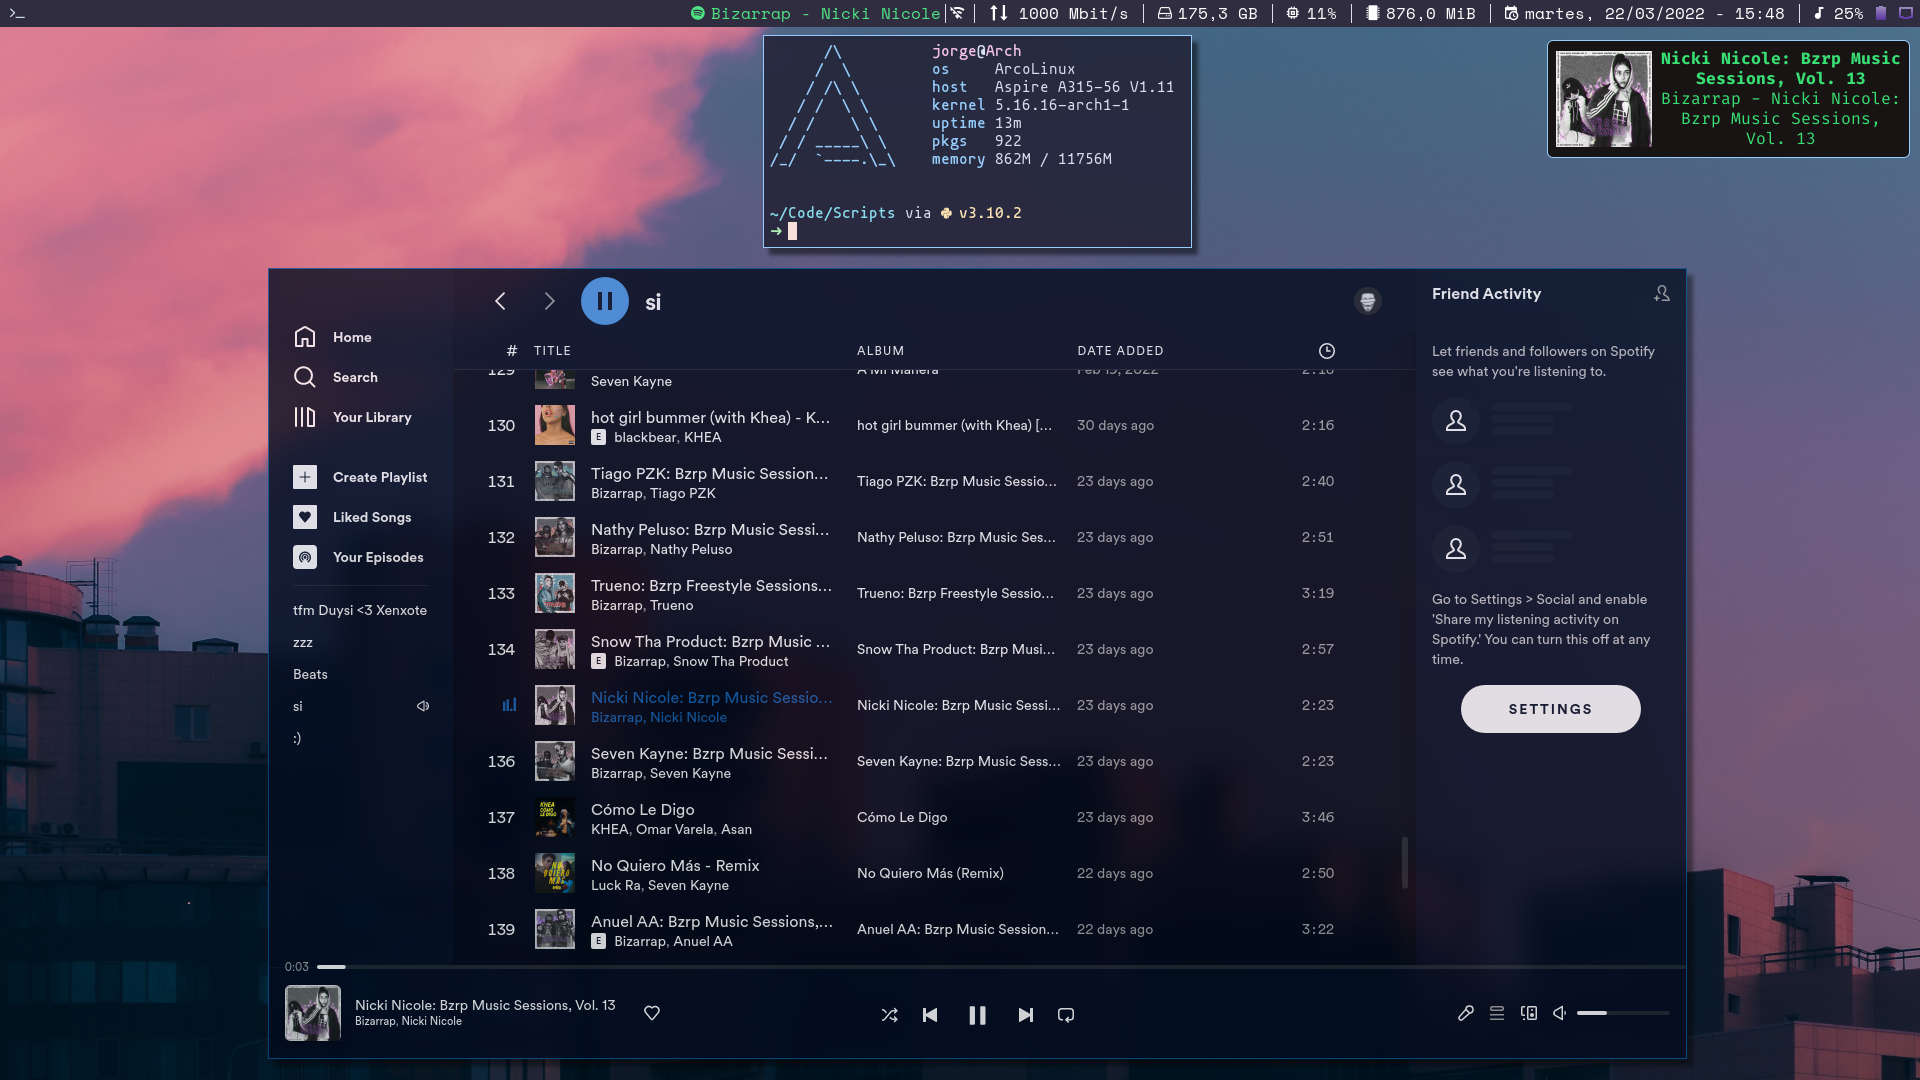 >_
Bizarrap - Nicki Nicole
1000 Mbit/s
175,3 GB
11%
876,0 MiB
martes, 22/03/2022 - 15:48
25%
jorge@Arch
os ArcoLinux
host Aspire A315-56 V1.11
kernel 5.16.16-arch1-1
uptime 13m
pkgs 922
memory 862M / 11756M
~/Code/Scripts via v3.10.2
➜
Nicki Nicole: Bzrp Music
Sessions, Vol. 13
Bizarrap - Nicki Nicole:
Bzrp Music Sessions,
Vol. 13
Home
Search
Your Library
Create Playlist
Liked Songs
Your Episodes
tfm Duysi <3 Xenxote
zzz
Beats
si
:)
si
# TITLE ALBUM DATE ADDED
129 Seven Kayne A Mi Manera Feb 15, 2022 2:18
130 hot girl bummer (with Khea) - K... hot girl bummer (with Khea) [... 30 days ago 2:16
E blackbear, KHEA
131 Tiago PZK: Bzrp Music Session... Tiago PZK: Bzrp Music Sessio... 23 days ago 2:40
Bizarrap, Tiago PZK
132 Nathy Peluso: Bzrp Music Sessi... Nathy Peluso: Bzrp Music Ses... 23 days ago 2:51
Bizarrap, Nathy Peluso
133 Trueno: Bzrp Freestyle Sessions... Trueno: Bzrp Freestyle Sessio... 23 days ago 3:19
Bizarrap, Trueno
134 Snow Tha Product: Bzrp Music ... Snow Tha Product: Bzrp Musi... 23 days ago 2:57
E Bizarrap, Snow Tha Product
Nicki Nicole: Bzrp Music Sessio... Nicki Nicole: Bzrp Music Sessi... 23 days ago 2:23
Bizarrap, Nicki Nicole
136 Seven Kayne: Bzrp Music Sessi... Seven Kayne: Bzrp Music Sess... 23 days ago 2:23
Bizarrap, Seven Kayne
137 Cómo Le Digo Cómo Le Digo 23 days ago 3:46
KHEA, Omar Varela, Asan
138 No Quiero Más - Remix No Quiero Más (Remix) 22 days ago 2:50
Luck Ra, Seven Kayne
139 Anuel AA: Bzrp Music Sessions,... Anuel AA: Bzrp Music Session... 22 days ago 3:22
E Bizarrap, Anuel AA
Friend Activity
Let friends and followers on Spotify
see what you're listening to.
Go to Settings > Social and enable
'Share my listening activity on
Spotify.' You can turn this off at any
time.
SETTINGS
0:03
Nicki Nicole: Bzrp Music Sessions, Vol. 13
Bizarrap, Nicki Nicole